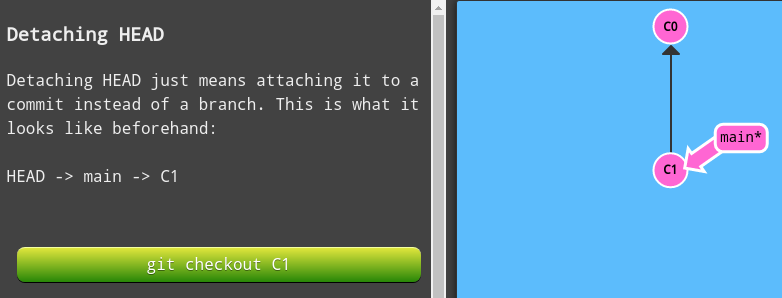 Detaching HEAD
Detaching HEAD just means attaching it to a
commit instead of a branch. This is what it
looks like beforehand:
HEAD -> main -> C1
git checkout C1
C0
main*
C1